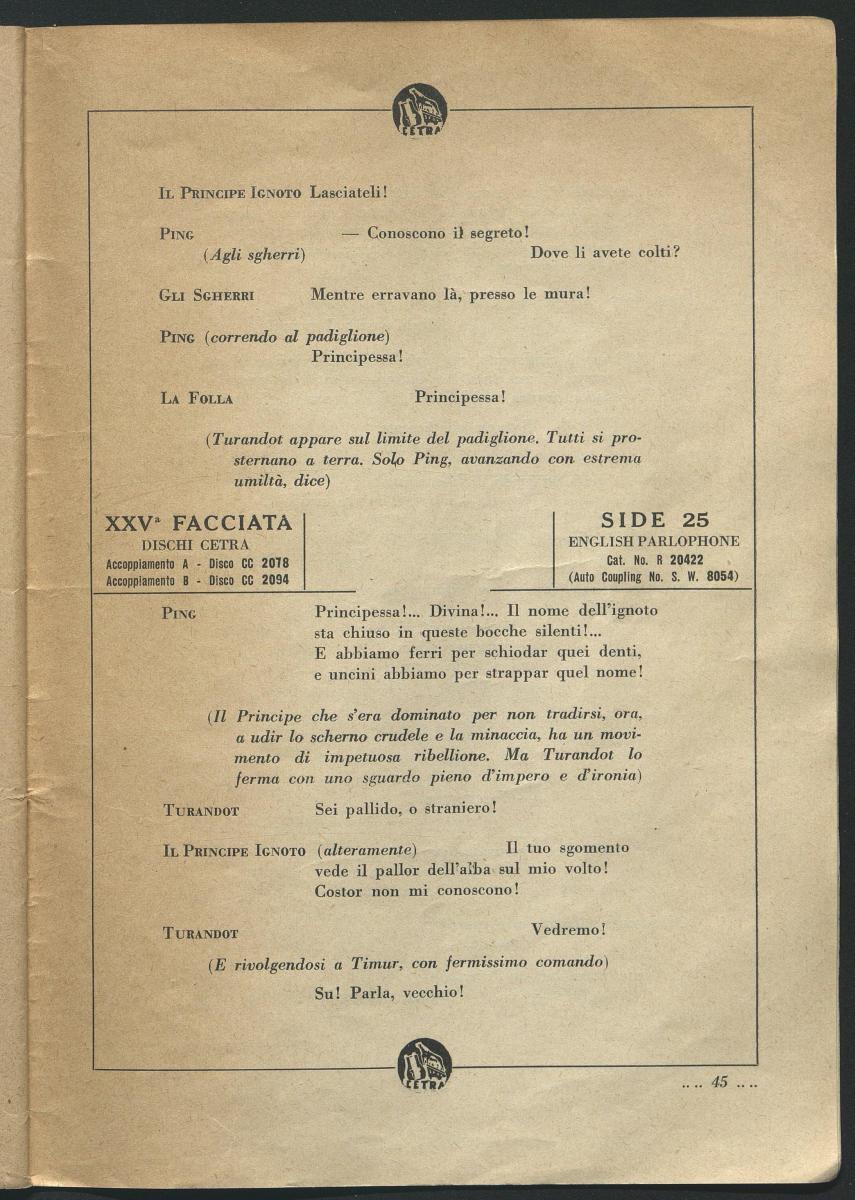 CETRA
IL PRINCIPE IGNOTO Lasciateli!
PING — Conoscono il segreto!
(Agli sgherri) Dove li avete colti?
GLI SGHERRI Mentre erravano là, presso le mura!
PING (correndo al padiglione)
Principessa!
LA FOLLA Principessa!
(Turandot appare sul limite del padiglione. Tutti si pro-
sternano a terra. Solo Ping, avanzando con estrema
umiltà, dice)
XXVª FACCIATA
DISCHI CETRA
Accoppiamento A - Disco CC 2078
Accoppiamento B - Disco CC 2094
SIDE 25
ENGLISH PARLOPHONE
Cat. No. R 20422
(Auto Coupling No. S. W. 8054)
PING Principessa!... Divina!... Il nome dell'ignoto
sta chiuso in queste bocche silenti!...
E abbiamo ferri per schiodar quei denti,
e uncini abbiamo per strappar quel nome!
(Il Principe che s'era dominato per non tradirsi, ora,
a udir lo scherno crudele e la minaccia, ha un movi-
mento di impetuosa ribellione. Ma Turandot lo
ferma con uno sguardo pieno d'impero e d'ironia)
TURANDOT Sei pallido, o straniero!
IL PRINCIPE IGNOTO (alteramente) Il tuo sgomento
vede il pallor dell'alba sul mio volto!
Costor non mi conoscono!
TURANDOT Vedremo!
(E rivolgendosi a Timur, con fermissimo comando)
Su! Parla, vecchio!
CETRA
.... 45 ....